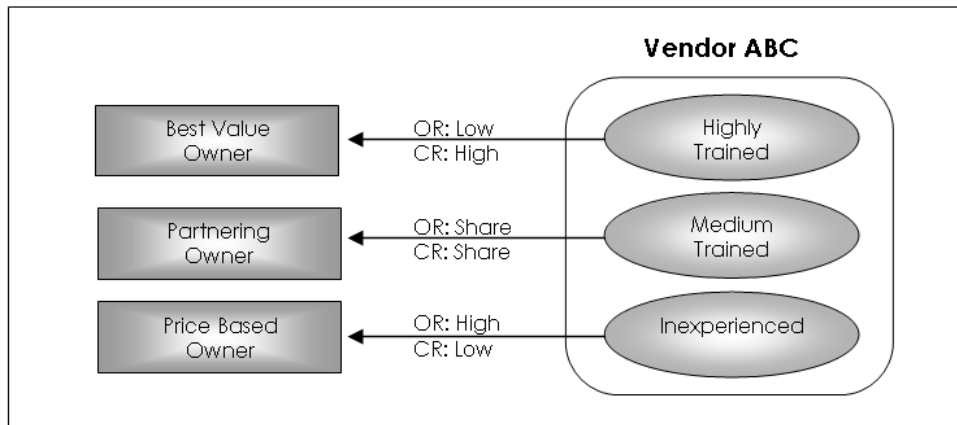 Vendor ABC
Best Value
Owner
OR: Low
CR: High
Highly
Trained
Partnering
Owner
OR: Share
CR: Share
Medium
Trained
Price Based
Owner
OR: High
CR: Low
Inexperienced